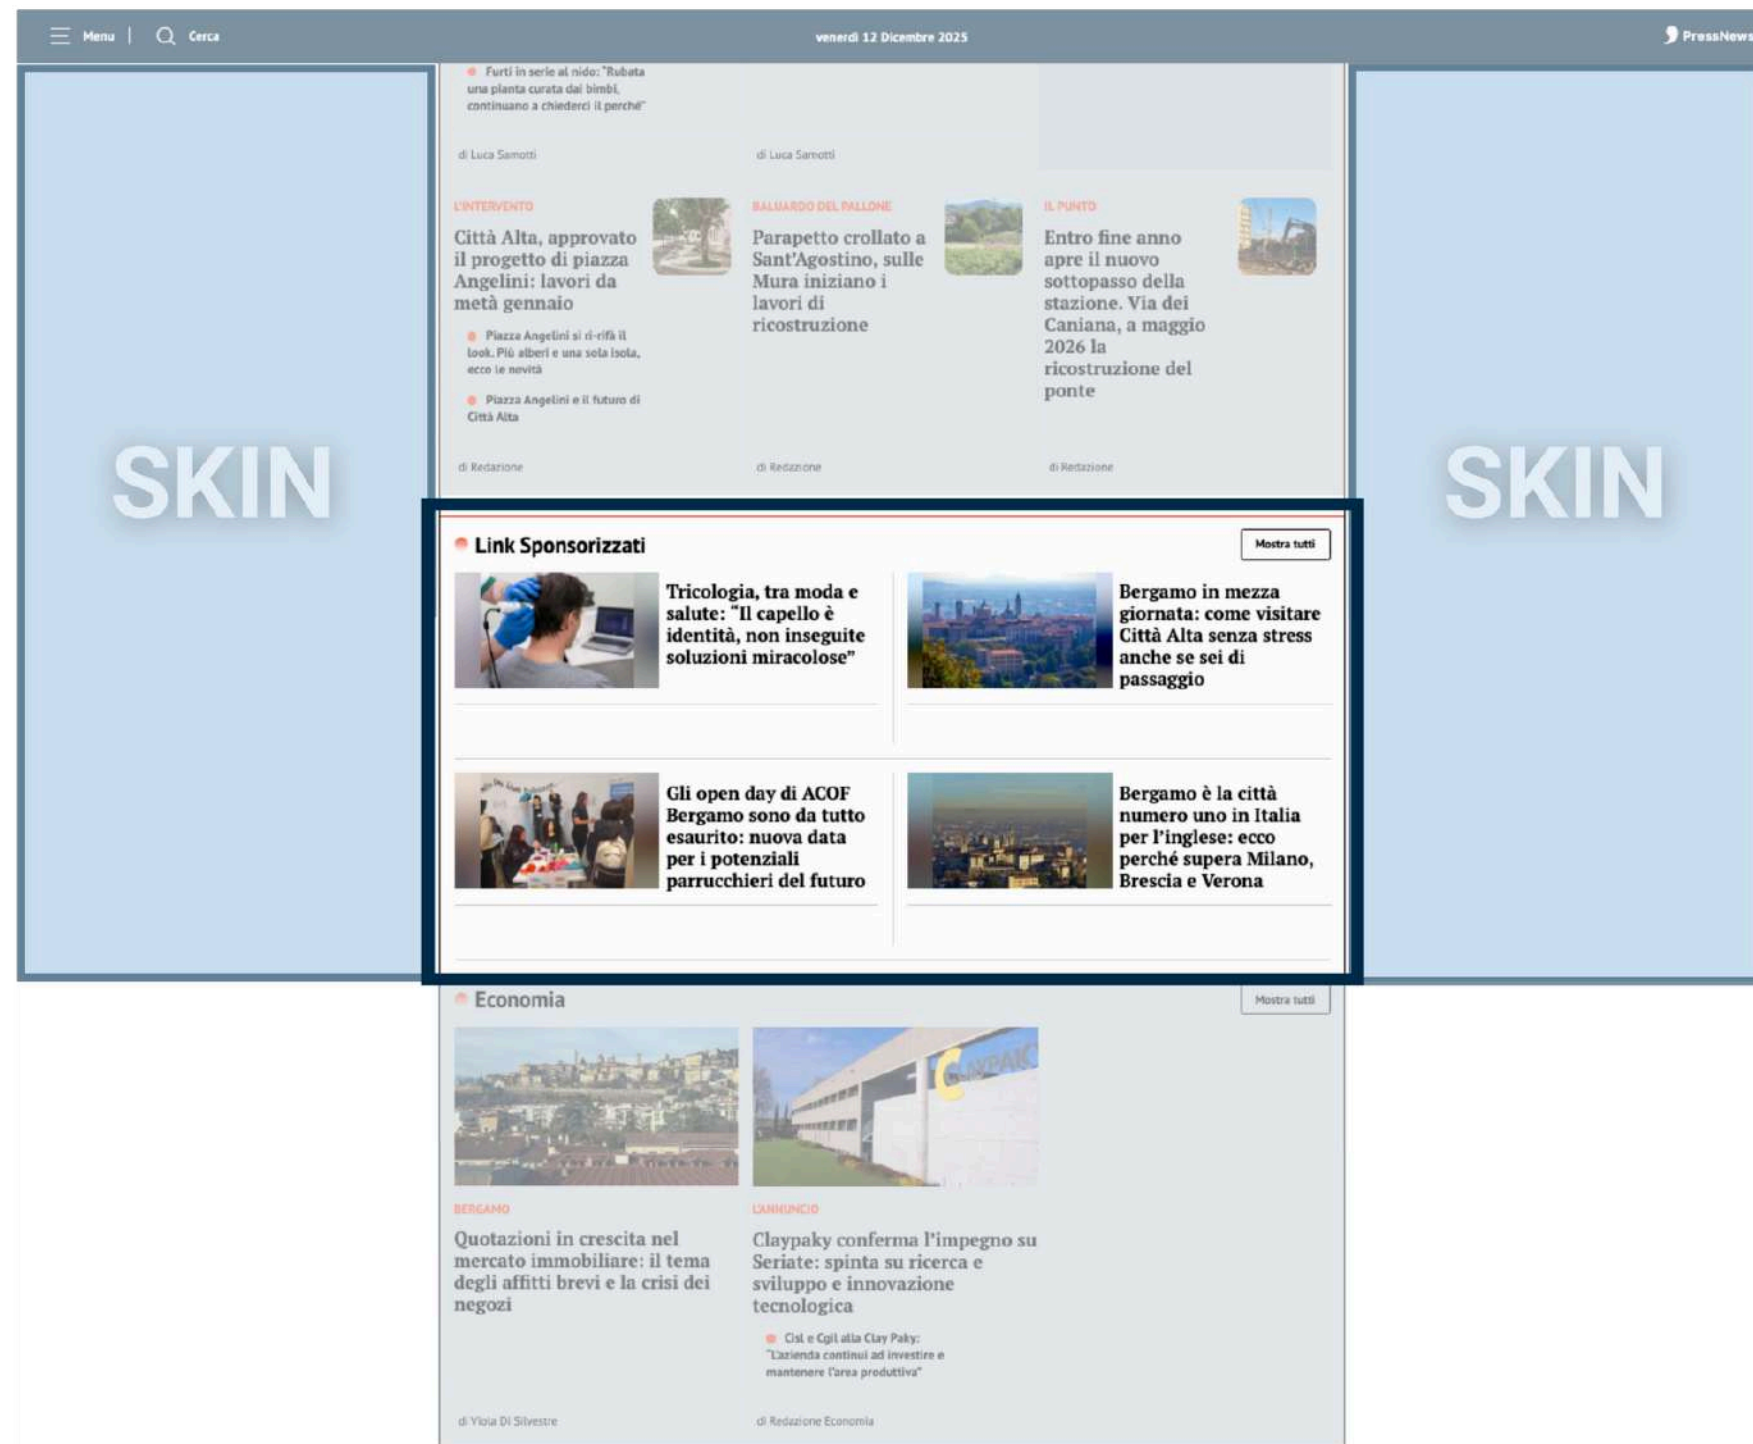 Menu | Cerca
venerdì 12 Dicembre 2025
PressNews
Furti in serie al nido: "Rubata
una pianta curata dai bimbi,
continuano a chiederci il perché"
di Luca Samotti
di Luca Samotti
L'INTERVENTO
Città Alta, approvato
il progetto di piazza
Angelini: lavori da
metà gennaio
Piazza Angelini si ri-rifà il
look. Più alberi e una sola isola,
ecco le novità
Piazza Angelini e il futuro di
Città Alta
di Redazione
BALUARDO DEL PALLONE
Parapetto crollato a
Sant'Agostino, sulle
Mura iniziano i
lavori di
ricostruzione
di Redazione
IL PUNTO
Entro fine anno
apre il nuovo
sottopasso della
stazione. Via dei
Caniana, a maggio
2026 la
ricostruzione del
ponte
di Redazione
SKIN
SKIN
Link Sponsorizzati
Mostra tutti
Tricologia, tra moda e
salute: “Il capello è
identità, non inseguite
soluzioni miracolose”
Bergamo in mezza
giornata: come visitare
Città Alta senza stress
anche se sei di
passaggio
Gli open day di ACOF
Bergamo sono da tutto
esaurito: nuova data
per i potenziali
parrucchieri del futuro
Bergamo è la città
numero uno in Italia
per l’inglese: ecco
perché supera Milano,
Brescia e Verona
Economia
Mostra tutti
CLAYPAKY
BERGAMO
Quotazioni in crescita nel
mercato immobiliare: il tema
degli affitti brevi e la crisi dei
negozi
di Viola Di Silvestre
L'ANNUNCIO
Claypaky conferma l’impegno su
Seriate: spinta su ricerca e
sviluppo e innovazione
tecnologica
Cisl e Cgil alla Clay Paky:
"L'azienda continui ad investire e
mantenere l'area produttiva"
di Redazione Economia